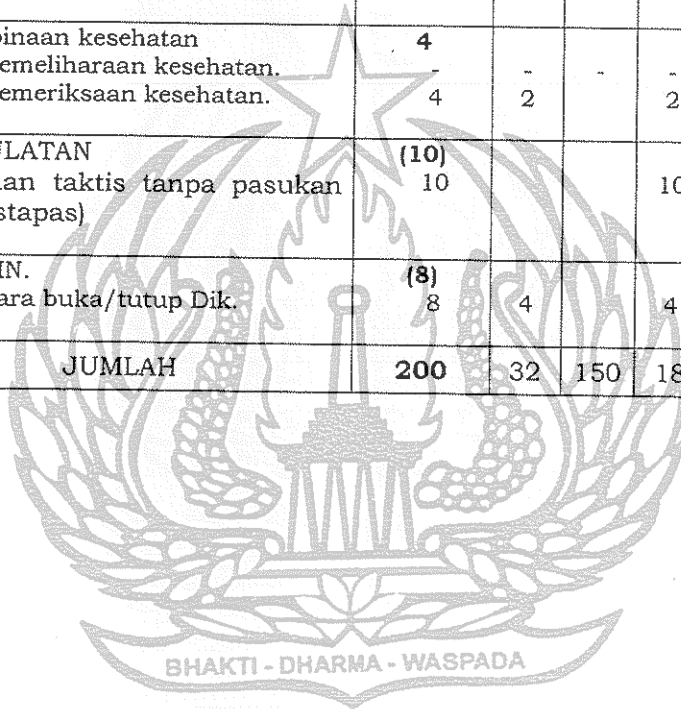 binaan kesehatan 4
emeliharaan kesehatan. - - - -
emeriksaan kesehatan. 4 2 2
LATAN (10)
an taktis tanpa pasukan 10 10
stapas)
IN. (8)
ara buka/tutup Dik. 8 4 4
JUMLAH 200 32 150 18
BHAKTI - DHARMA - WASPADA